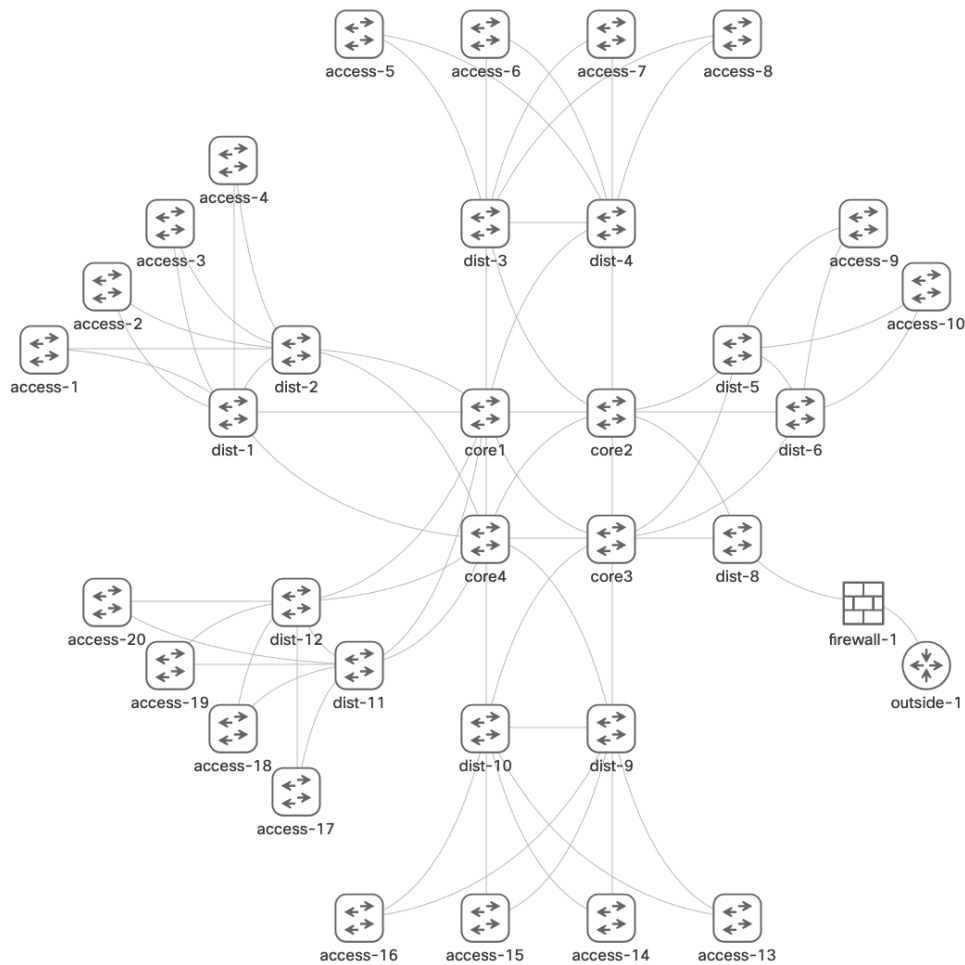 access-5
access-6
access-7
access-8
access-4
access-3
dist-3
dist-4
access-9
access-2
access-10
access-1
dist-2
dist-5
dist-1
core1
core2
dist-6
core4
core3
dist-8
access-20
dist-12
firewall-1
access-19
dist-11
outside-1
access-18
dist-10
dist-9
access-17
access-16
access-15
access-14
access-13